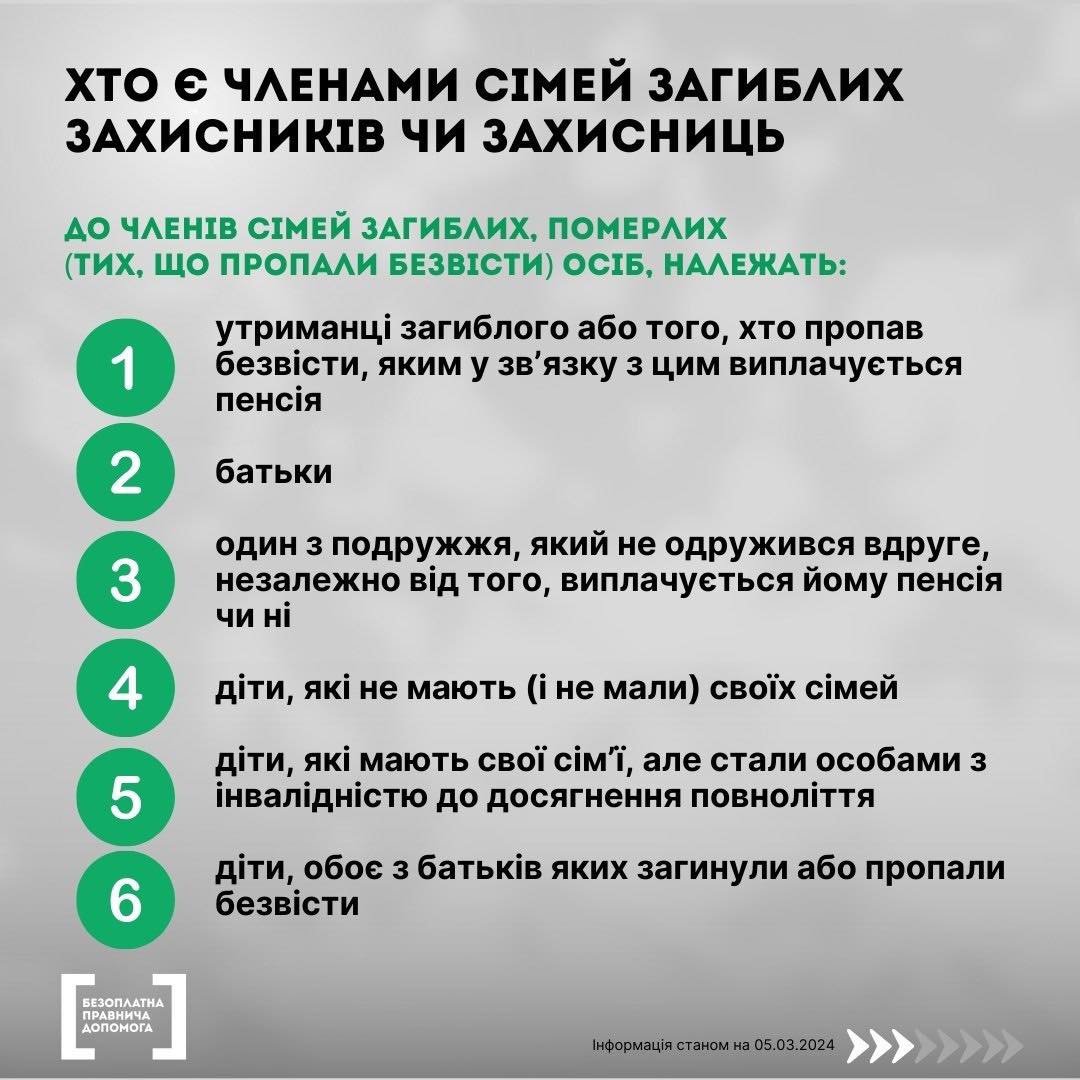 ХТО Є ЧЛЕНАМИ СІМЕЙ ЗАГИБЛИХ
ЗАХИСНИКІВ ЧИ ЗАХИСНИЦЬ
ДО ЧЛЕНІВ СІМЕЙ ЗАГИБЛИХ, ПОМЕРЛИХ
(ТИХ, ЩО ПРОПАЛИ БЕЗВІСТИ) ОСІБ, НАЛЕЖАТЬ:
1
утриманці загиблого або того, хто пропав
безвісти, яким у зв’язку з цим виплачується
пенсія
2
батьки
3
один з подружжя, який не одружився вдруге,
незалежно від того, виплачується йому пенсія
чи ні
4
діти, які не мають (і не мали) своїх сімей
5
діти, які мають свої сім’ї, але стали особами з
інвалідністю до досягнення повноліття
6
діти, обоє з батьків яких загинули або пропали
безвісти
БЕЗОПЛАТНА
ПРАВНИЧА
ДОПОМОГА
Інформація станом на 05.03.2024